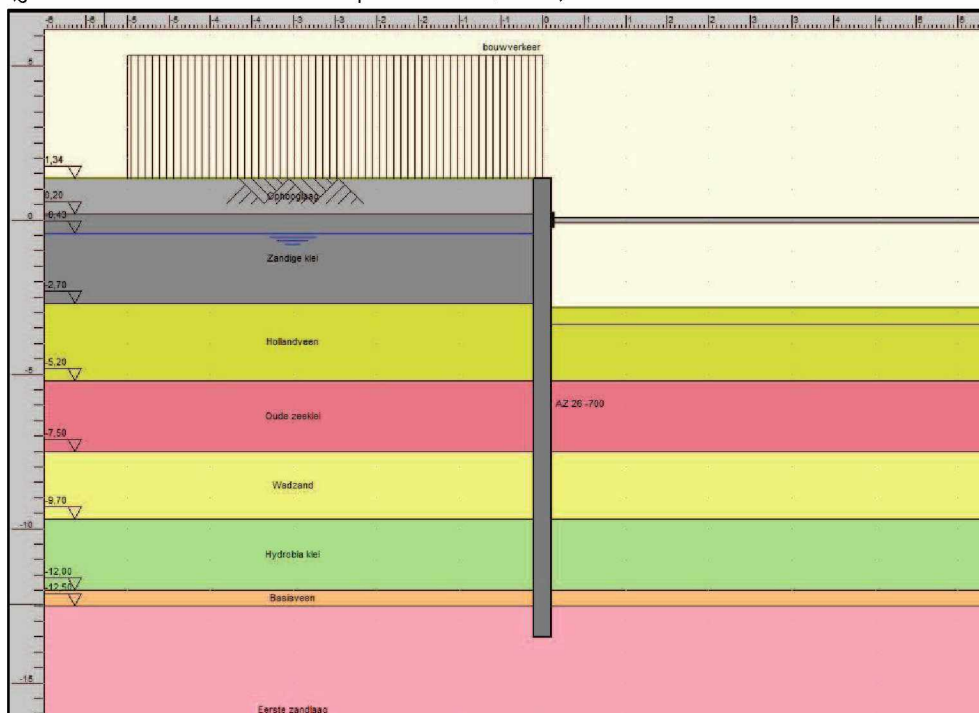 bouwverkeer
5
1,34
Ophooglaag
0,20
0
-0,43
Zandige klei
-2,70
Hollandveen
-5,20
-5
Oude zeeklei
AZ 26 -700
-7,50
Wadzand
-9,70
-10
Hydrobia klei
-12,00
-12,50
Basisveen
-15
Eerste zandlaag